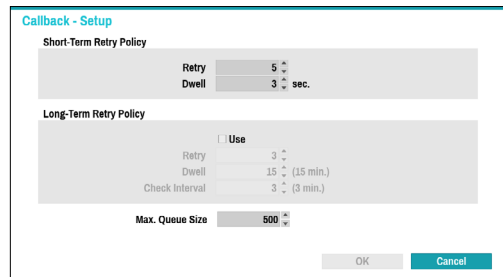 Callback - Setup
Short-Term Retry Policy
Retry 5
Dwell 3 sec.
Long-Term Retry Policy
Use
Retry 3
Dwell 15 (15 min.)
Check Interval 3 (3 min.)
Max. Queue Size 500
OK Cancel